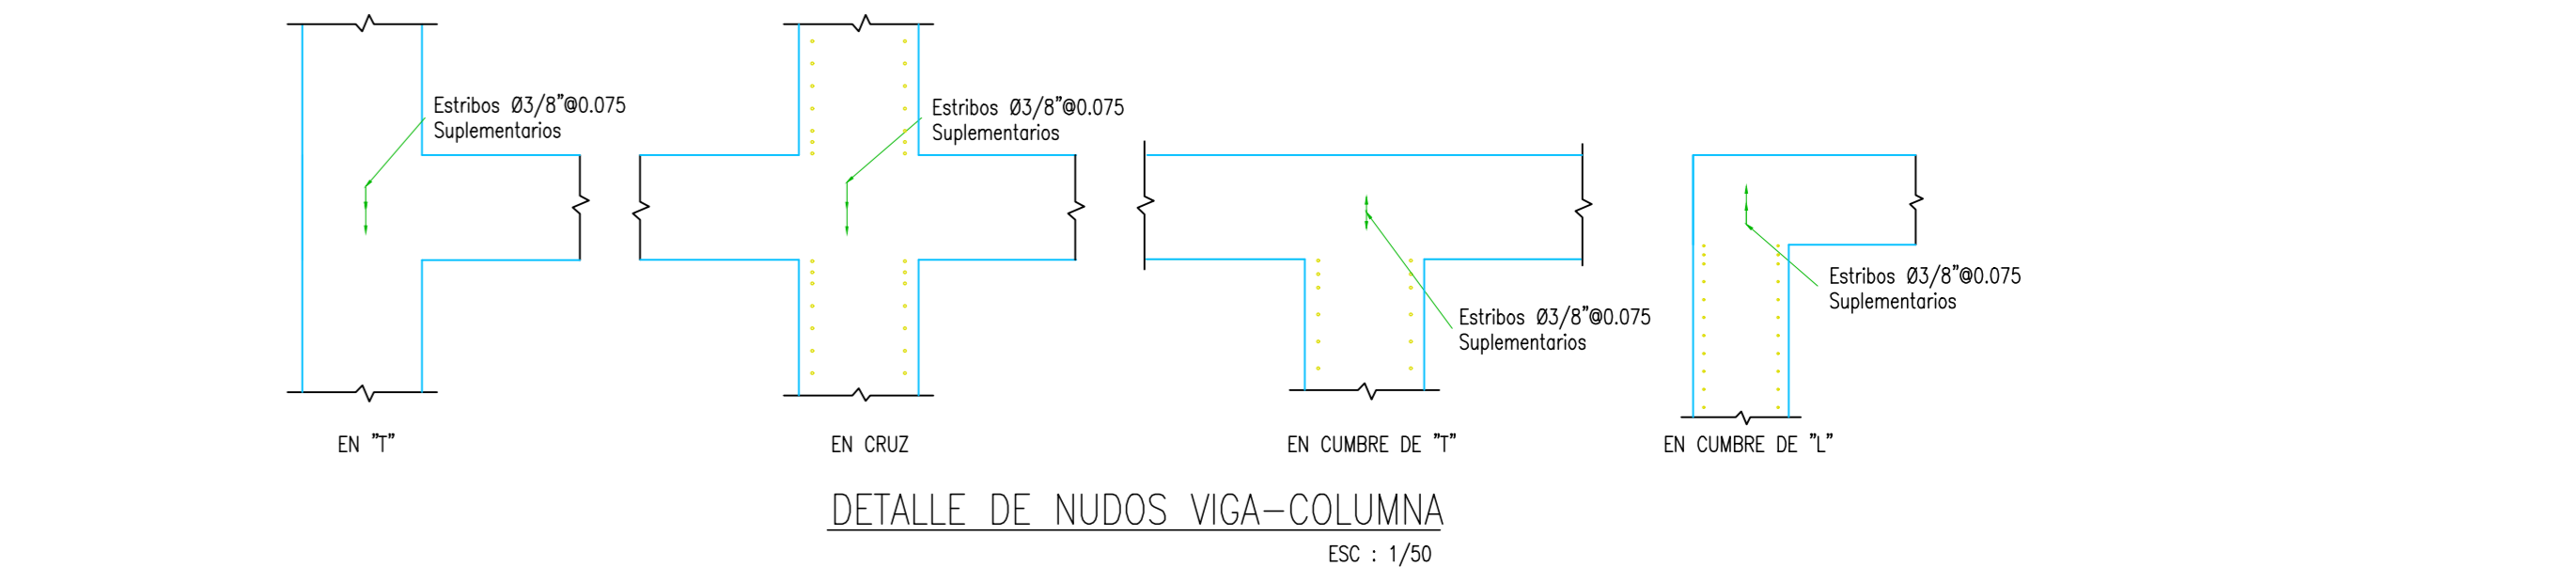 Estribos Ø3/8"@0.075
Suplementarios
Estribos Ø3/8"@0.075
Suplementarios
Estribos Ø3/8"@0.075
Suplementarios
Estribos Ø3/8"@0.075
Suplementarios
EN "T"
EN CRUZ
EN CUMBRE DE "T"
EN CUMBRE DE "L"
DETALLE DE NUDOS VIGA-COLUMNA
ESC : 1/50